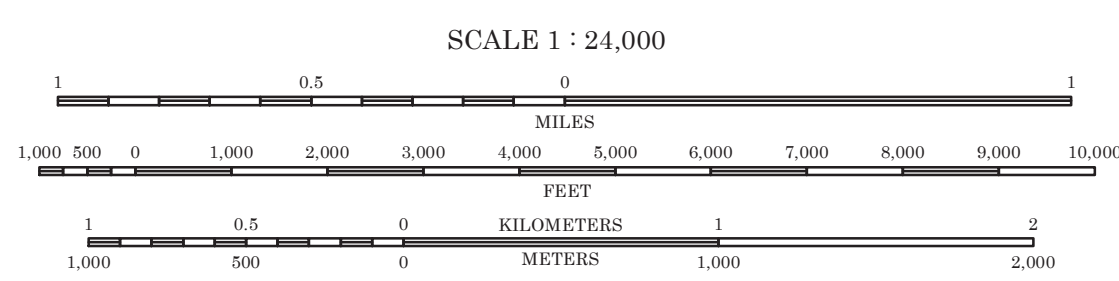 SCALE 1 : 24,000
1 0.5 0 1
MILES
1,000 500 0 1,000 2,000 3,000 4,000 5,000 6,000 7,000 8,000 9,000 10,000
FEET
1 0.5 0 KILOMETERS 1 2
1,000 500 0 METERS 1,000 2,000